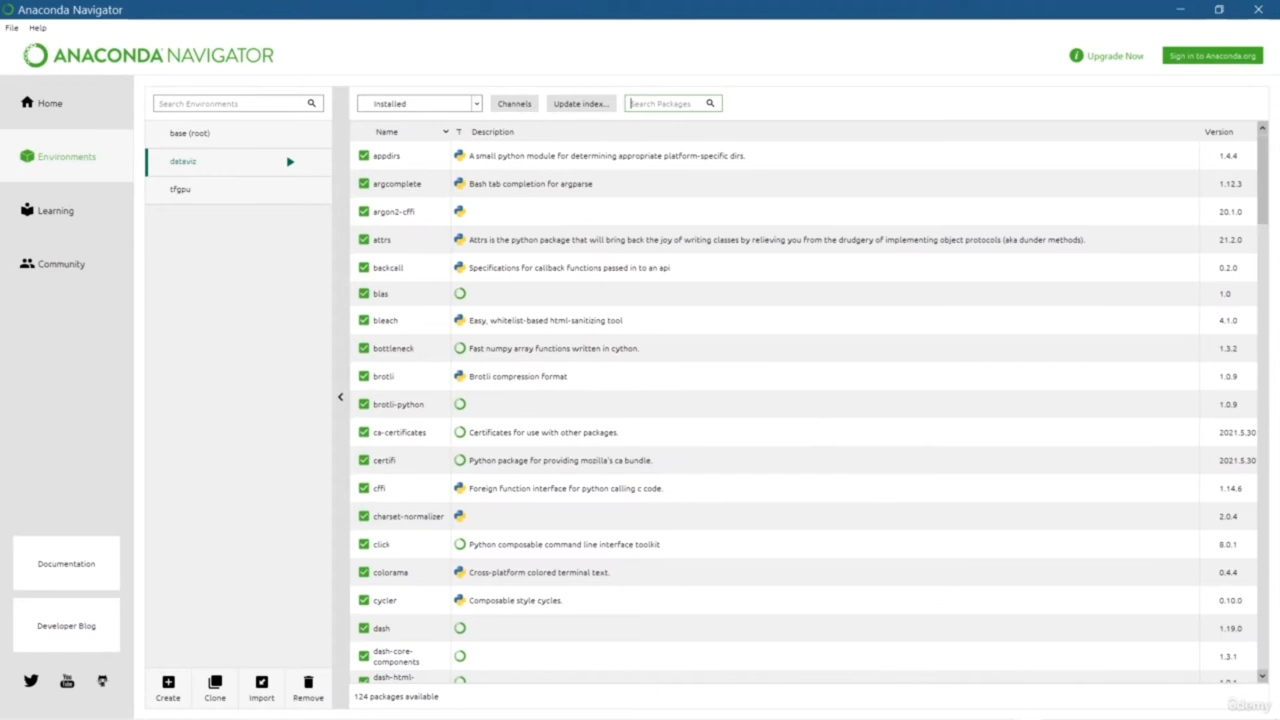 Anaconda Navigator
File Help
ANACONDA NAVIGATOR
Upgrade Now
Sign in to Anaconda.org
Home
Environments
Learning
Community
Documentation
Developer Blog
Search Environments
base (root)
dataviz
tfgpu
Create Clone Import Remove
Installed Channels Update index... Search Packages
Name T Description Version
appdirs A small python module for determining appropriate platform-specific dirs. 1.4.4
argcomplete Bash tab completion for argparse 1.12.3
argon2-cffi 20.1.0
attrs Attrs is the python package that will bring back the joy of writing classes by relieving you from the drudgery of implementing object protocols (aka dunder methods). 21.2.0
backcall Specifications for callback functions passed in to an api 0.2.0
blas 1.0
bleach Easy, whitelist-based html-sanitizing tool 4.1.0
bottleneck Fast numpy array functions written in cython. 1.3.2
brotli Brotli compression format 1.0.9
brotli-python 1.0.9
ca-certificates Certificates for use with other packages. 2021.5.30
certifi Python package for providing mozilla's ca bundle. 2021.5.30
cffi Foreign function interface for python calling c code. 1.14.6
charset-normalizer 2.0.4
click Python composable command line interface toolkit 8.0.1
colorama Cross-platform colored terminal text. 0.4.4
cycler Composable style cycles. 0.10.0
dash 1.19.0
dash-core-
components 1.3.1
dash-html-
124 packages available
Udemy